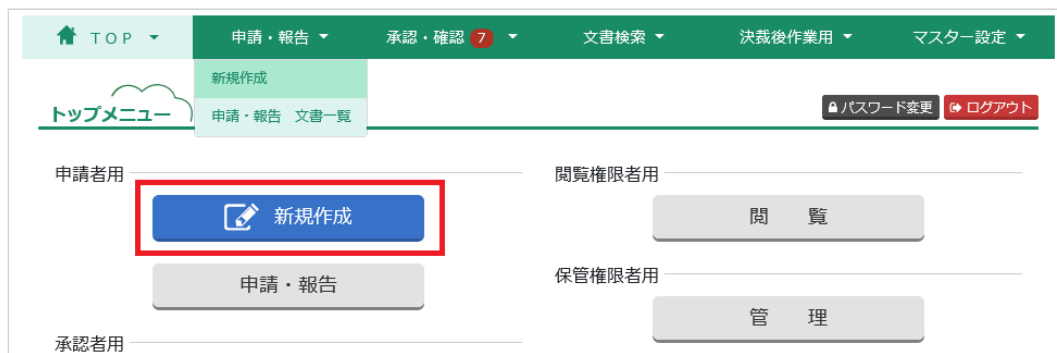 TOP 申請・報告 承認・確認 7 文書検索 決裁後作業用 マスター設定
新規作成
申請・報告 文書一覧
トップメニュー
パスワード変更 ログアウト
申請者用
新規作成
申請・報告
承認者用
閲覧権限者用
閲 覧
保管権限者用
管 理